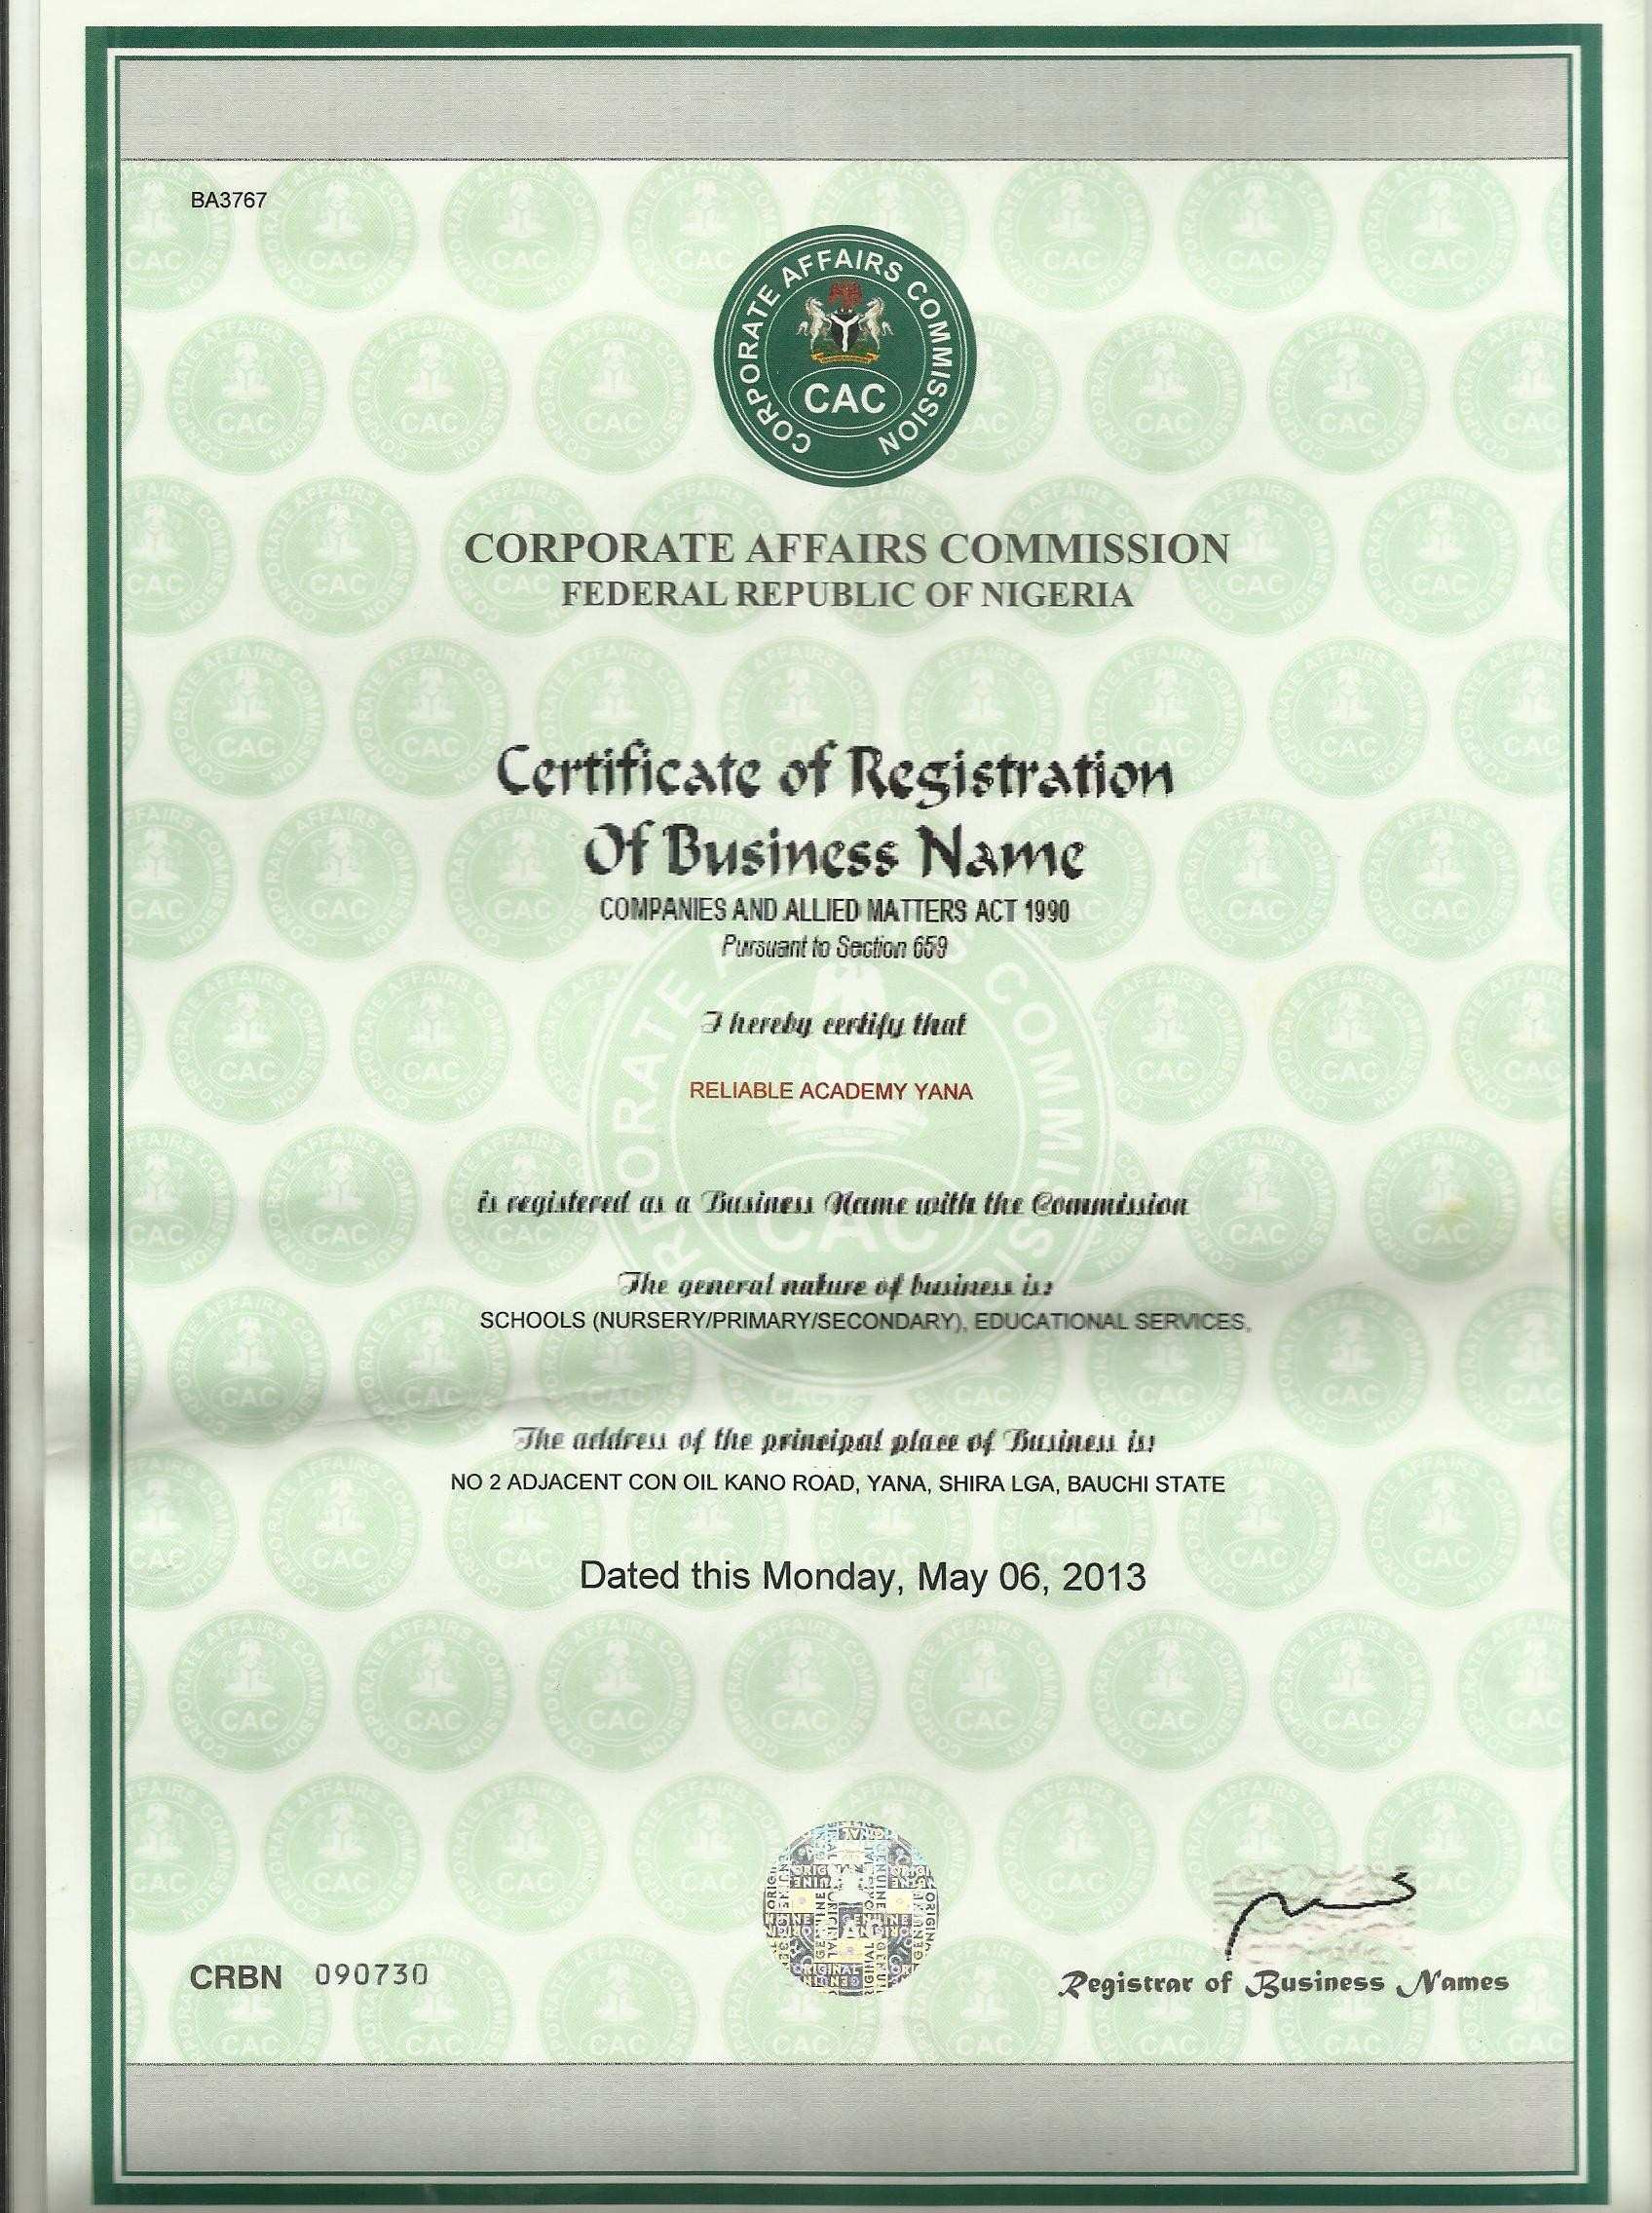 BA3767
CORPORATE AFFAIRS COMMISSION
CAC
CORPORATE AFFAIRS COMMISSION
FEDERAL REPUBLIC OF NIGERIA
Certificate of Registration
Of Business Name
COMPANIES AND ALLIED MATTERS ACT 1990
Pursuant to Section 659
I hereby certify that
RELIABLE ACADEMY YANA
is registered as a Business Name with the Commission
The general nature of business is:
SCHOOLS (NURSERY/PRIMARY/SECONDARY), EDUCATIONAL SERVICES,
The address of the principal place of Business is:
NO 2 ADJACENT CON OIL KANO ROAD, YANA, SHIRA LGA, BAUCHI STATE
Dated this Monday, May 06, 2013
CRBN 090730
Registrar of Business Names